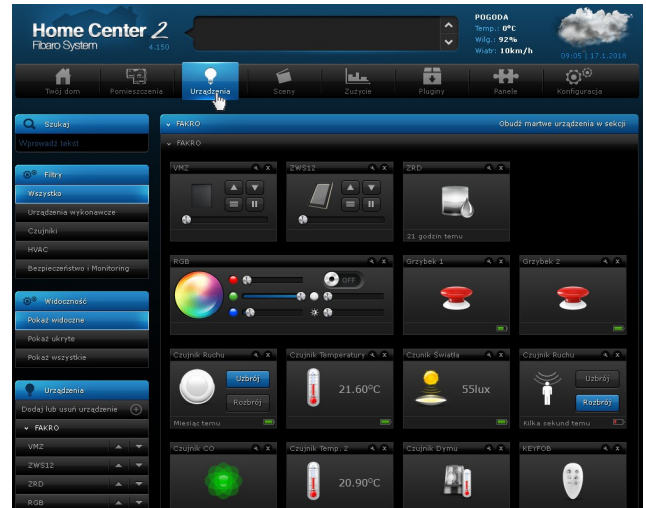 Home Center 2
Fibaro System 4.150
POGODA
Temp.: 0°C
Wilg.: 92%
Wiatr: 10km/h
09:05 | 17.1.2018
Twój dom
Pomieszczenia
Urządzenia
Sceny
Zużycie
Pluginy
Panele
Konfiguracja
Szukaj
Wprowadź tekst
Filtry
Wszystko
Urządzenia wykonawcze
Czujniki
HVAC
Bezpieczeństwo i Monitoring
Widoczność
Pokaż widoczne
Pokaż ukryte
Pokaż wszystkie
Urządzenia
Dodaj lub usuń urządzenie
FAKRO
VMZ
ZWS12
ZRD
RGB
FAKRO
Obudź martwe urządzenia w sekcji
FAKRO
VMZ
ZWS12
ZRD
21 godzin temu
RGB
OFF
Grzybek 1
Grzybek 2
Czujnik Ruchu
Uzbrój
Rozbrój
Miesiąc temu
Czujnik Temperatury
21.60°C
Czunik Światła
55lux
Czujnik Ruchu
Uzbrój
Rozbrój
Kilka sekund temu
Czujnik CO
Czujnik Temp. 2
20.90°C
Czujnik Dymu
KEYFOB